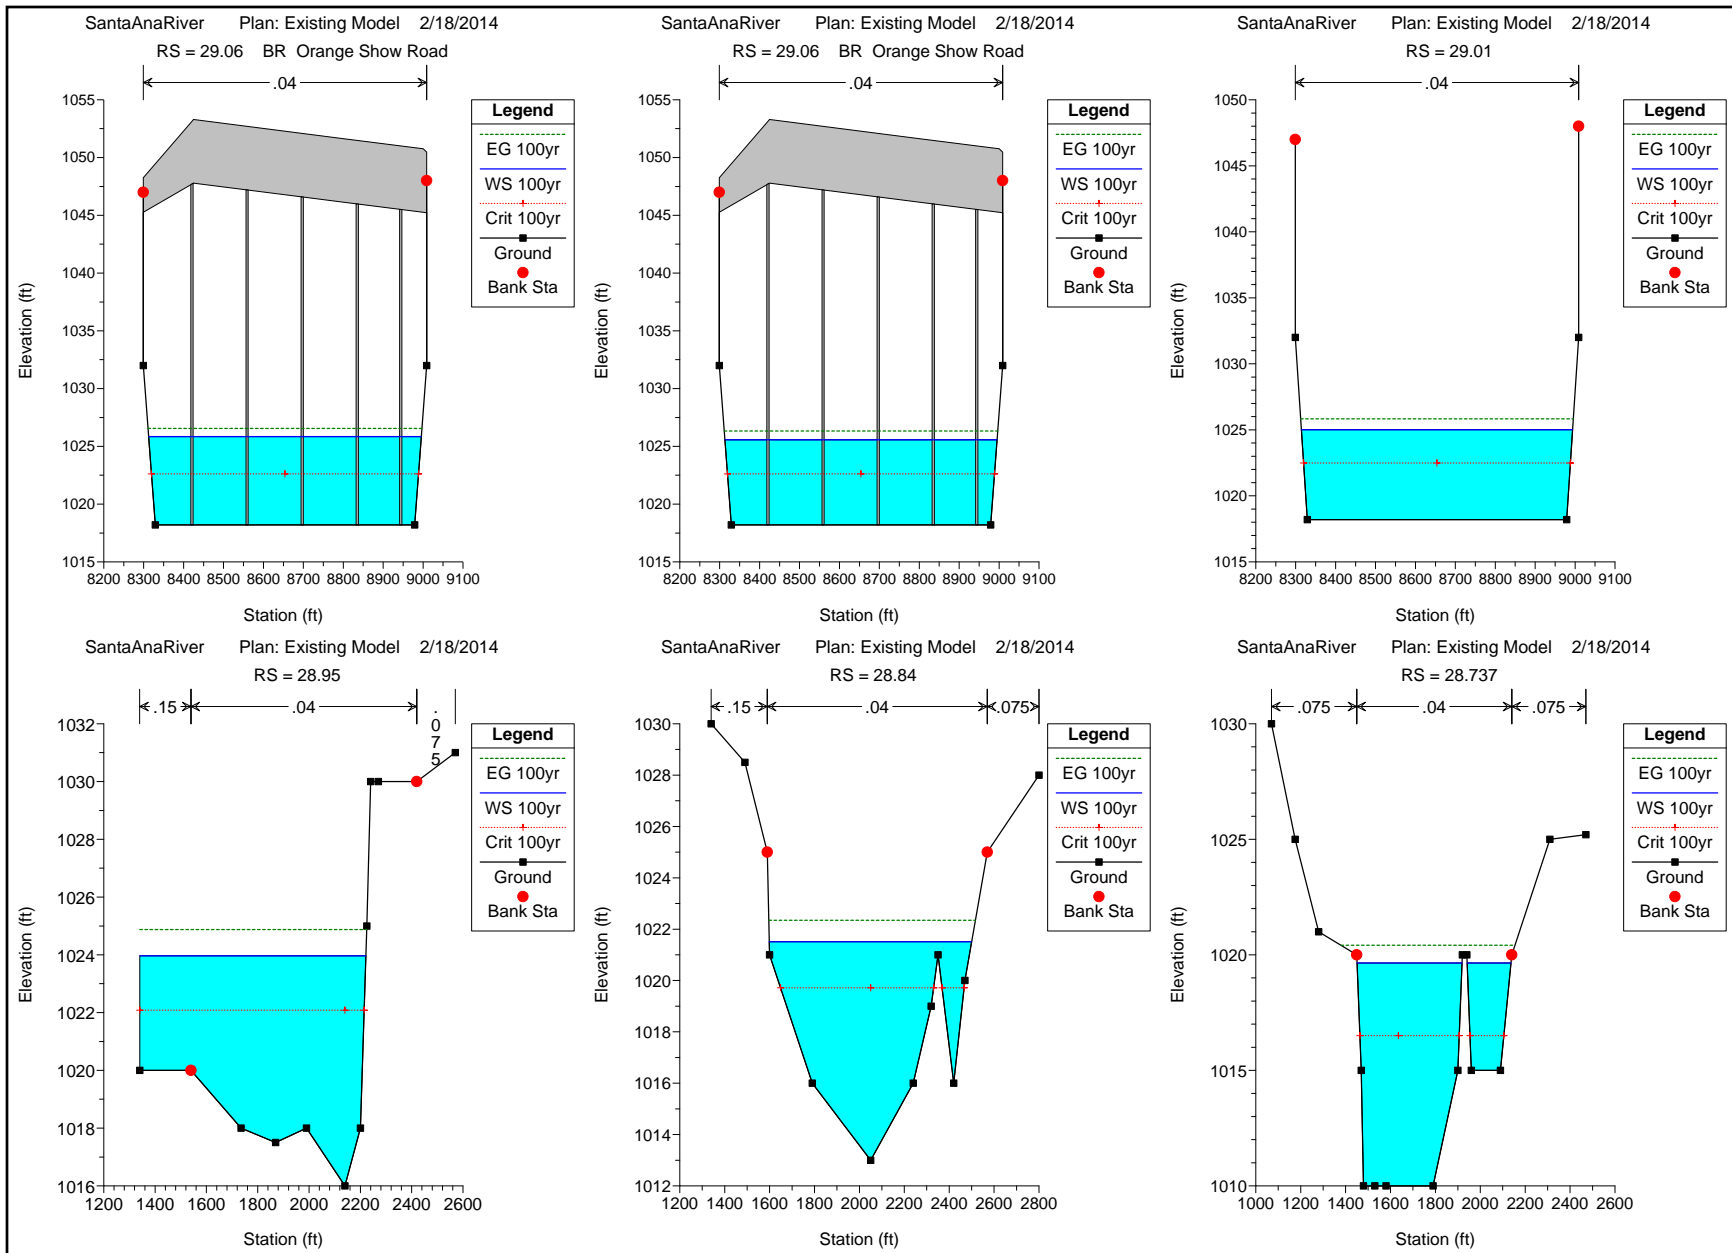 SantaAnaRiver Plan: Existing Model 2/18/2014
RS = 29.06 BR Orange Show Road
.04
1055
1050
1045
1040
1035
1030
1025
1020
1015
Elevation (ft)
8200 8300 8400 8500 8600 8700 8800 8900 9000 9100
Station (ft)
Legend
EG 100yr
WS 100yr
Crit 100yr
Ground
Bank Sta
SantaAnaRiver Plan: Existing Model 2/18/2014
RS = 29.06 BR Orange Show Road
.04
1055
1050
1045
1040
1035
1030
1025
1020
1015
Elevation (ft)
8200 8300 8400 8500 8600 8700 8800 8900 9000 9100
Station (ft)
Legend
EG 100yr
WS 100yr
Crit 100yr
Ground
Bank Sta
SantaAnaRiver Plan: Existing Model 2/18/2014
RS = 29.01
.04
1050
1045
1040
1035
1030
1025
1020
1015
Elevation (ft)
8200 8300 8400 8500 8600 8700 8800 8900 9000 9100
Station (ft)
Legend
EG 100yr
WS 100yr
Crit 100yr
Ground
Bank Sta
SantaAnaRiver Plan: Existing Model 2/18/2014
RS = 28.95
.15 .04 .075
1032
1030
1028
1026
1024
1022
1020
1018
1016
Elevation (ft)
1200 1400 1600 1800 2000 2200 2400 2600
Station (ft)
Legend
EG 100yr
WS 100yr
Crit 100yr
Ground
Bank Sta
SantaAnaRiver Plan: Existing Model 2/18/2014
RS = 28.84
.15 .04 .075
1030
1028
1026
1024
1022
1020
1018
1016
1014
1012
Elevation (ft)
1200 1400 1600 1800 2000 2200 2400 2600 2800
Station (ft)
Legend
EG 100yr
WS 100yr
Crit 100yr
Ground
Bank Sta
SantaAnaRiver Plan: Existing Model 2/18/2014
RS = 28.737
.075 .04 .075
1030
1025
1020
1015
1010
Elevation (ft)
1000 1200 1400 1600 1800 2000 2200 2400 2600
Station (ft)
Legend
EG 100yr
WS 100yr
Crit 100yr
Ground
Bank Sta